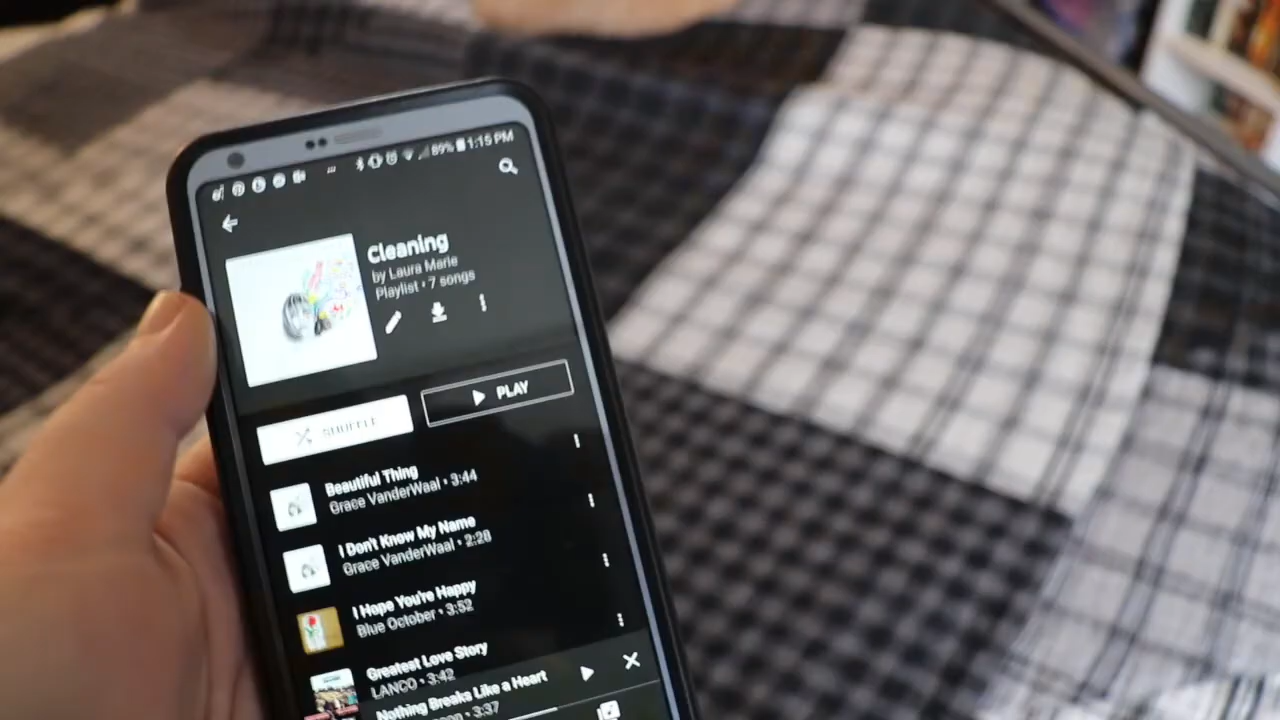 89% 1:15 PM
Cleaning
by Laura Marie
Playlist • 7 songs
SHUFFLE
PLAY
Beautiful Thing
Grace VanderWaal • 3:44
I Don't Know My Name
Grace VanderWaal • 2:28
I Hope You're Happy
Blue October • 3:52
Greatest Love Story
LANCO • 3:42
Nothing Breaks Like a Heart
• 3:37